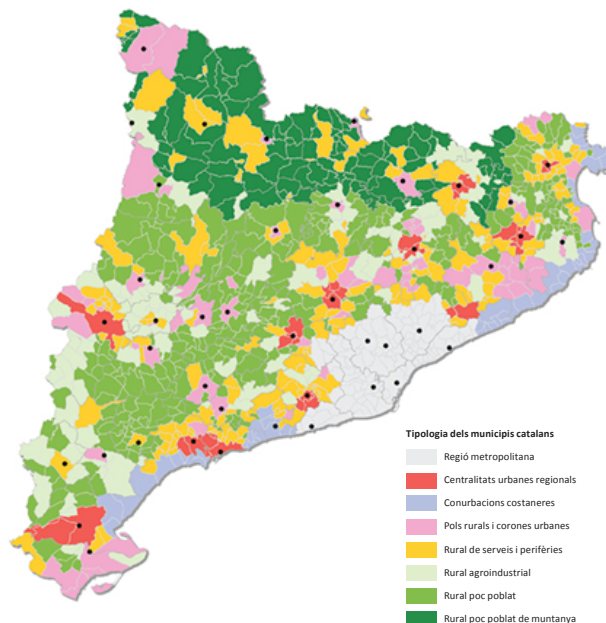 Tipologia dels municipis catalans
Regió metropolitana
Centralitats urbanes regionals
Conurbacions costaneres
Pols rurals i corones urbanes
Rural de serveis i perifèries
Rural agroindustrial
Rural poc poblat
Rural poc poblat de muntanya